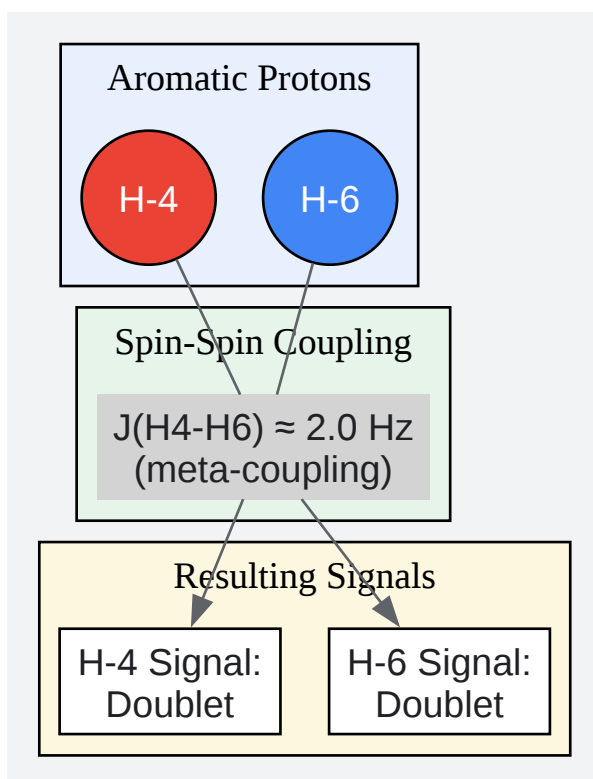 Aromatic Protons
H-4
H-6
Spin-Spin Coupling
J(H4-H6) ≈ 2.0 Hz
(meta-coupling)
Resulting Signals
H-4 Signal:
Doublet
H-6 Signal:
Doublet